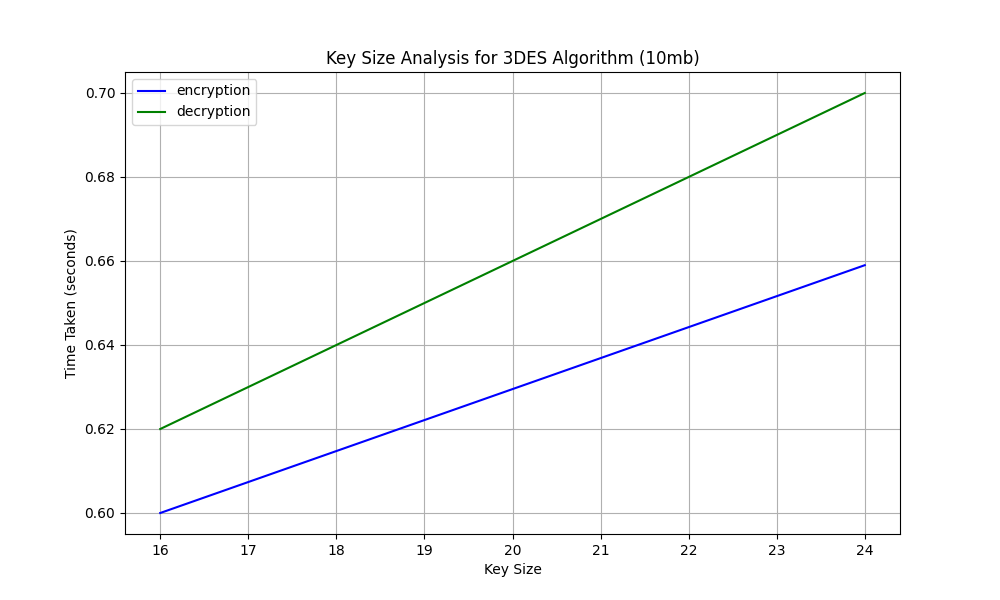 Key Size Analysis for 3DES Algorithm (10mb)
encryption
decryption
0.70
0.68
0.66
0.64
0.62
0.60
Time Taken (seconds)
16 17 18 19 20 21 22 23 24
Key Size